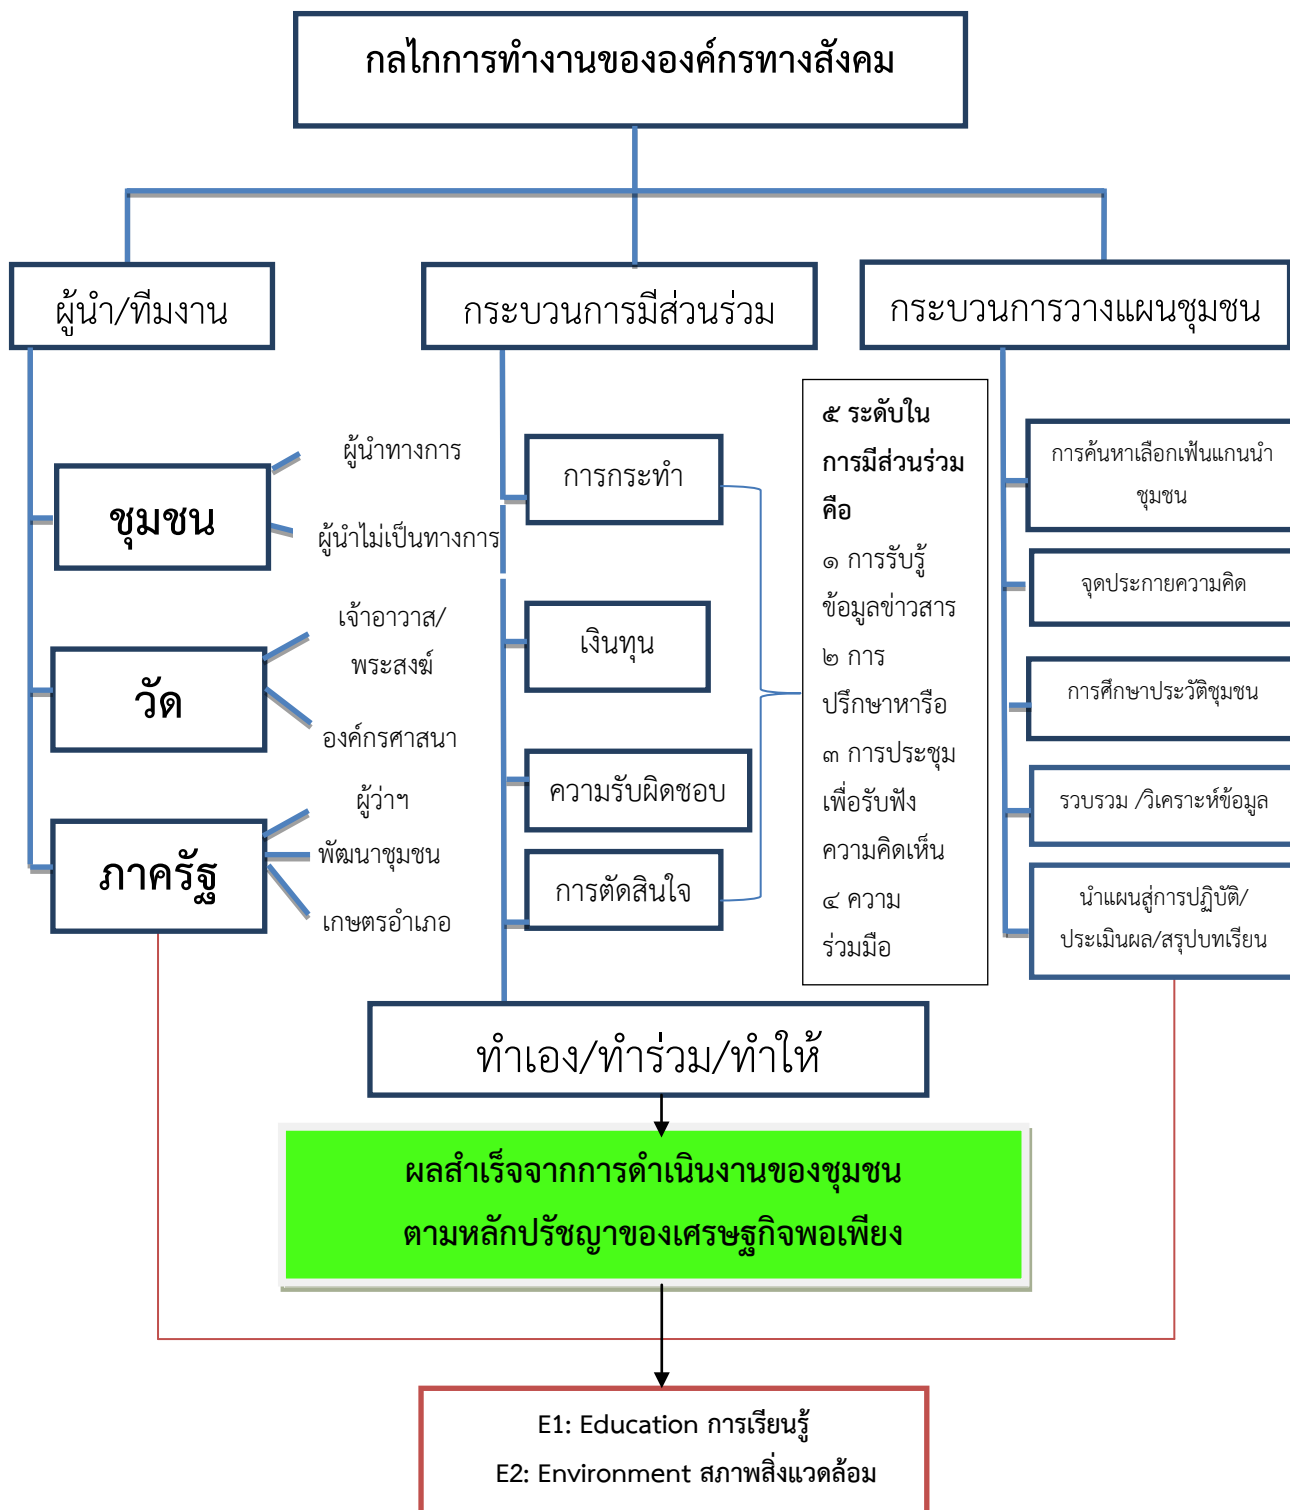 กลไกการทำงานขององค์กรทางสังคม
ผู้นำ/ทีมงาน
กระบวนการมีส่วนร่วม
กระบวนการวางแผนชุมชน
ชุมชน
ผู้นำทางการ
ผู้นำไม่เป็นทางการ
วัด
เจ้าอาวาส/
พระสงฆ์
องค์กรศาสนา
ภาครัฐ
ผู้ว่าฯ
พัฒนาชุมชน
เกษตรอำเภอ
การกระทำ
เงินทุน
ความรับผิดชอบ
การตัดสินใจ
๕ ระดับใน
การมีส่วนร่วม
คือ
๑ การรับรู้
ข้อมูลข่าวสาร
๒ การ
ปรึกษาหารือ
๓ การประชุม
เพื่อรับฟัง
ความคิดเห็น
๔ ความ
ร่วมมือ
การค้นหาเลือกเฟ้นแกนนำ
ชุมชน
จุดประกายความคิด
การศึกษาประวัติชุมชน
รวบรวม /วิเคราะห์ข้อมูล
นำแผนสู่การปฏิบัติ/
ประเมินผล/สรุปบทเรียน
ทำเอง/ทำร่วม/ทำให้
ผลสำเร็จจากการดำเนินงานของชุมชน
ตามหลักปรัชญาของเศรษฐกิจพอเพียง
E1: Education การเรียนรู้
E2: Environment สภาพสิ่งแวดล้อม